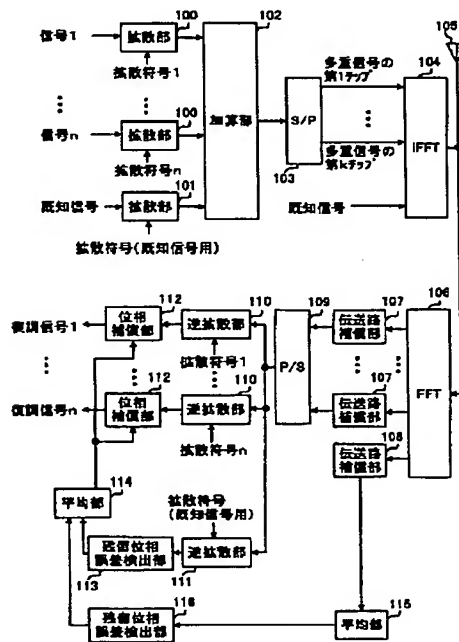 100
102
信号1
拡散部
拡散符号1
105
多重信号の
第1チップ
104
100
信号n
拡散部
加算部
S/P
IFFT
拡散符号n
多重信号の
第kチップ
103
101
既知信号
拡散部
既知信号
拡散符号(既知信号用)
106
112
110
109
107
復調信号1
位相
補償部
逆拡散部
伝送路
補償部
拡散符号1
P/S
FFT
112
110
107
復調信号n
位相
補償部
逆拡散部
伝送路
補償部
拡散符号n
108
114
伝送路
補償部
平均部
拡散符号
(既知信号用)
残留位相
誤差検出部
逆拡散部
113
111
116
115
残留位相
誤差検出部
平均部